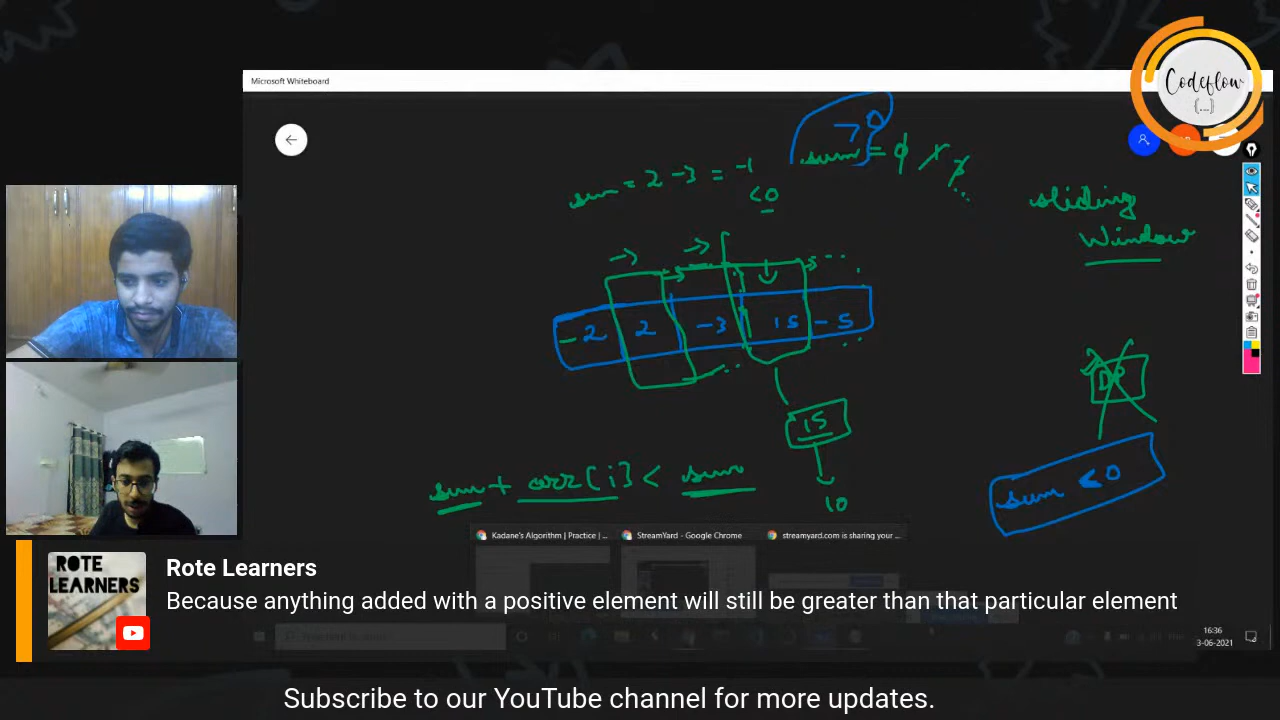 Microsoft Whiteboard
Codeflow
{...}
> 0
sum = 0 1 2
...
sum = 2 - 3 = -1
< 0
sliding
Window
-2 2 -3 15 -5
DP
15
10
sum + arr[i] < sum
sum < 0
Kadane's Algorithm | Practice | ...
StreamYard - Google Chrome
streamyard.com is sharing your ...
ROTE
LEARNERS
Rote Learners
Because anything added with a positive element will still be greater than that particular element
16:36
3-06-2021
Subscribe to our YouTube channel for more updates.